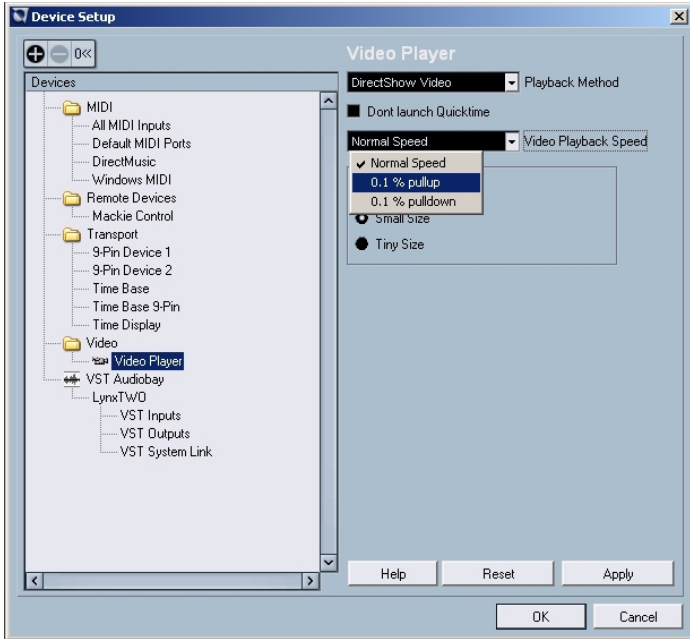 Device Setup
0«
Devices
MIDI
All MIDI Inputs
Default MIDI Ports
DirectMusic
Windows MIDI
Remote Devices
Mackie Control
Transport
9-Pin Device 1
9-Pin Device 2
Time Base
Time Base 9-Pin
Time Display
Video
Video Player
VST Audiobay
LynxTWO
VST Inputs
VST Outputs
VST System Link
Video Player
DirectShow Video Playback Method
Dont launch Quicktime
Normal Speed Video Playback Speed
Normal Speed
0.1 % pullup
0.1 % pulldown
Small Size
Tiny Size
Help Reset Apply
OK Cancel